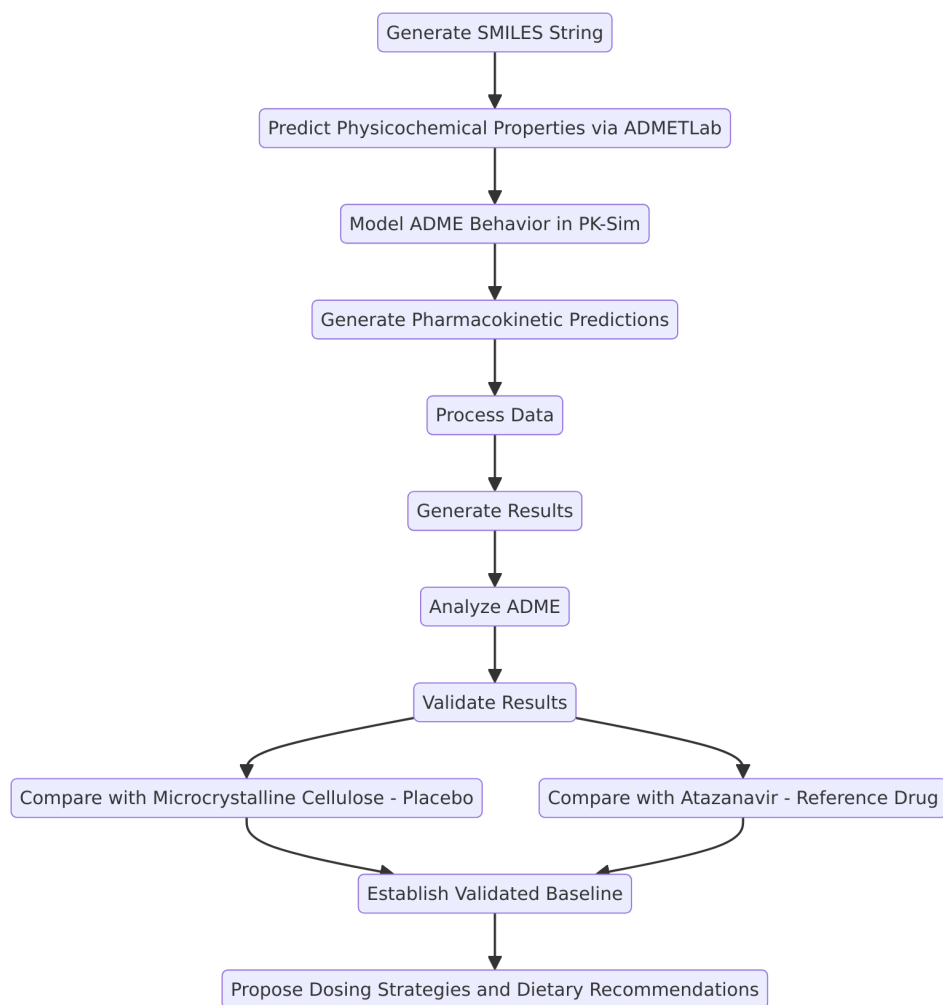 Generate SMILES String
Predict Physicochemical Properties via ADMETLab
Model ADME Behavior in PK-Sim
Generate Pharmacokinetic Predictions
Process Data
Generate Results
Analyze ADME
Validate Results
Compare with Microcrystalline Cellulose - Placebo
Compare with Atazanavir - Reference Drug
Establish Validated Baseline
Propose Dosing Strategies and Dietary Recommendations